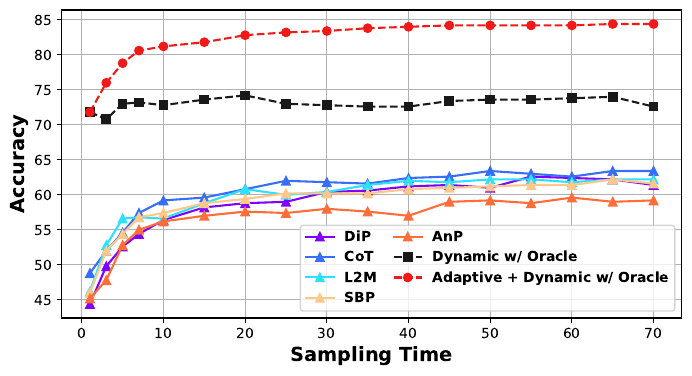 85
80
75
70
65
60
55
50
45
Accuracy
DiP
CoT
L2M
SBP
AnP
Dynamic w/ Oracle
Adaptive + Dynamic w/ Oracle
0 10 20 30 40 50 60 70
Sampling Time